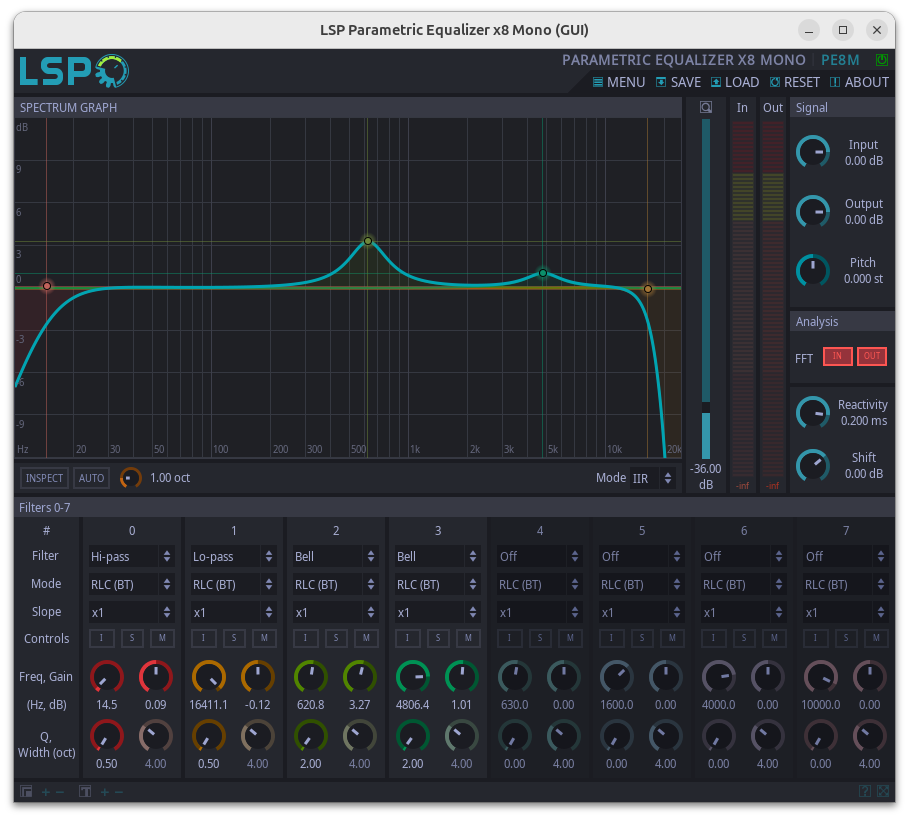 LSP Parametric Equalizer x8 Mono (GUI)
LSP
PARAMETRIC EQUALIZER X8 MONO PE8M
MENU SAVE LOAD RESET ABOUT
SPECTRUM GRAPH
In Out
Signal
dB
9
6
3
0
-3
-6
-9
Hz 20 30 50 100 200 300 500 1k 2k 3k 5k 10k 20k
Input
0.00 dB
Output
0.00 dB
Pitch
0.000 st
Analysis
FFT IN OUT
Reactivity
0.200 ms
Shift
0.00 dB
-36.00
dB
-inf -inf
INSPECT AUTO 1.00 oct Mode IIR
Filters 0-7
# 0 1 2 3 4 5 6 7
Filter Hi-pass Lo-pass Bell Bell Off Off Off Off
Mode RLC (BT) RLC (BT) RLC (BT) RLC (BT) RLC (BT) RLC (BT) RLC (BT) RLC (BT)
Slope x1 x1 x1 x1 x1 x1 x1 x1
Controls I S M I S M I S M I S M I S M I S M I S M I S M
Freq, Gain
(Hz, dB) 14.5 0.09 16411.1 -0.12 620.8 3.27 4806.4 1.01 630.0 0.00 1600.0 0.00 4000.0 0.00 10000.0 0.00
Q,
Width (oct)
0.50 4.00 0.50 4.00 2.00 4.00 2.00 4.00 0.00 4.00 0.00 4.00 0.00 4.00 0.00 4.00